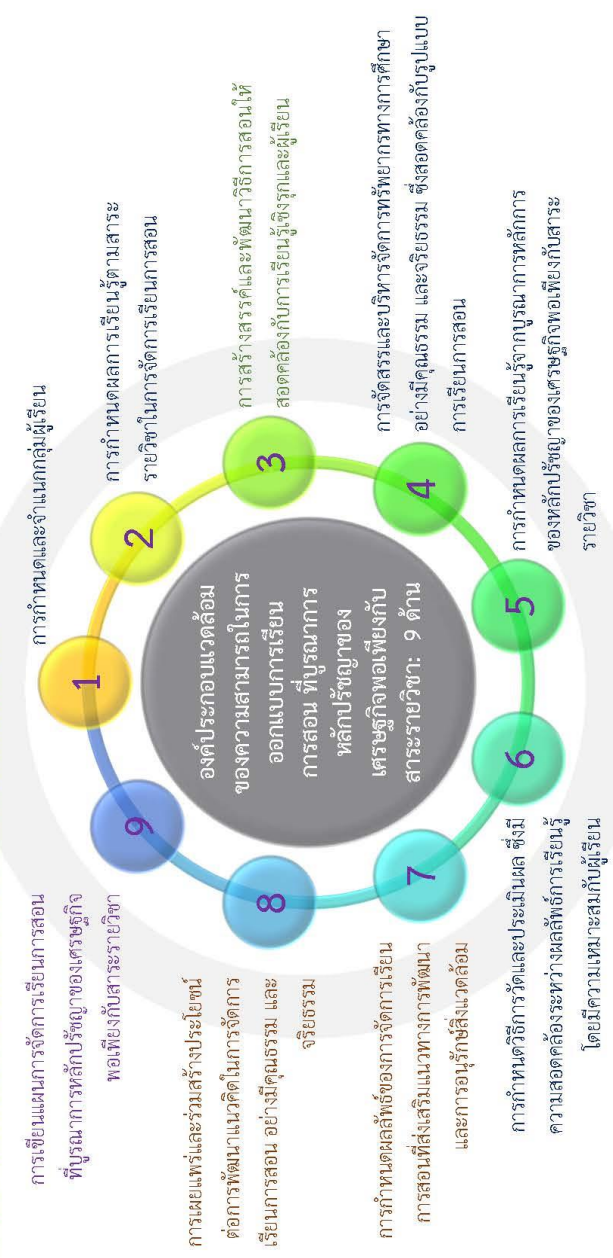 องค์ประกอบแวดล้อม
ของความสามารถในการ
ออกแบบการเรียน
การสอน ที่บูรณาการ
หลักปรัชญาของ
เศรษฐกิจพอเพียงกับ
สาระรายวิชา: 9 ด้าน
1
การกำหนดและจำแนกกลุ่มผู้เรียน
2
การกำหนดผลการเรียนรู้ตามสาระ
รายวิชาในการจัดการเรียนการสอน
3
การสร้างสรรค์และพัฒนาวิธีการสอนให้
สอดคล้องกับการเรียนรู้เชิงรุกและผู้เรียน
4
การจัดสรรและบริหารจัดการทรัพยากรทางการศึกษา
อย่างมีคุณธรรม และจริยธรรม ซึ่งสอดคล้องกับรูปแบบ
การเรียนการสอน
5
การกำหนดผลการเรียนรู้จากบูรณาการหลักการ
ของหลักปรัชญาของเศรษฐกิจพอเพียงกับสาระ
รายวิชา
6
การกำหนดวิธีการวัดและประเมินผล ซึ่งมี
ความสอดคล้องระหว่างผลลัพธ์การเรียนรู้
โดยมีความเหมาะสมกับผู้เรียน
7
การกำหนดผลลัพธ์ของการจัดการเรียน
การสอนที่ส่งเสริมแนวทางการพัฒนา
และการอนุรักษ์สิ่งแวดล้อม
8
การเผยแพร่และร่วมสร้างประโยชน์
ต่อการพัฒนาแนวคิดในการจัดการ
เรียนการสอน อย่างมีคุณธรรม และ
จริยธรรม
9
การเขียนแผนการจัดการเรียนการสอน
ที่บูรณาการหลักปรัชญาของเศรษฐกิจ
พอเพียงกับสาระรายวิชา